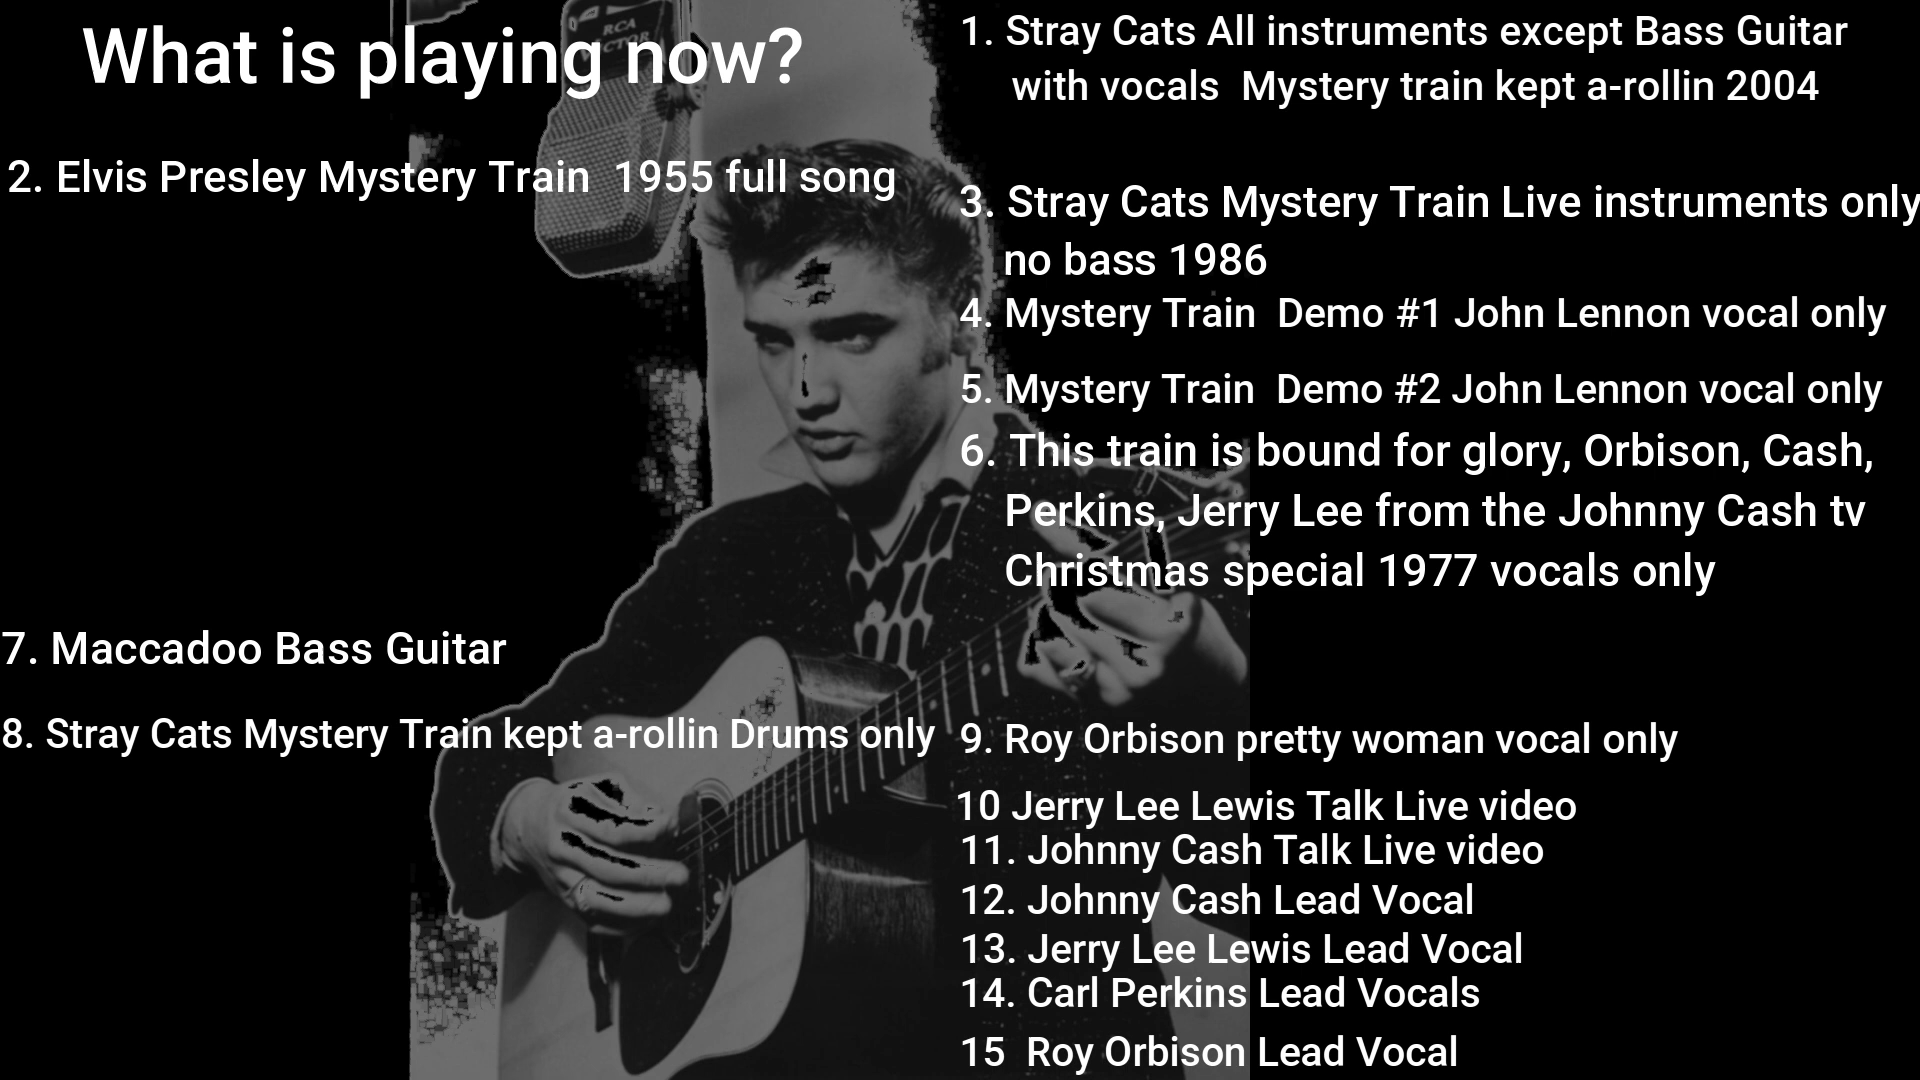 What is playing now?
1. Stray Cats All instruments except Bass Guitar
with vocals Mystery train kept a-rollin 2004
2. Elvis Presley Mystery Train 1955 full song
3. Stray Cats Mystery Train Live instruments only
no bass 1986
4. Mystery Train Demo #1 John Lennon vocal only
5. Mystery Train Demo #2 John Lennon vocal only
6. This train is bound for glory, Orbison, Cash,
Perkins, Jerry Lee from the Johnny Cash tv
Christmas special 1977 vocals only
7. Maccadoo Bass Guitar
8. Stray Cats Mystery Train kept a-rollin Drums only
9. Roy Orbison pretty woman vocal only
10 Jerry Lee Lewis Talk Live video
11. Johnny Cash Talk Live video
12. Johnny Cash Lead Vocal
13. Jerry Lee Lewis Lead Vocal
14. Carl Perkins Lead Vocals
15 Roy Orbison Lead Vocal
RCA